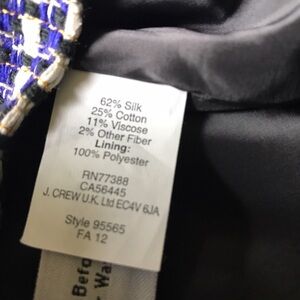 62% Silk
25% Cotton
11% Viscose
2% Other Fiber
Lining:
100% Polyester
RN77388
CA56445
J. CREW U.K. Ltd EC4V 6JA
Style 95565
FA 12